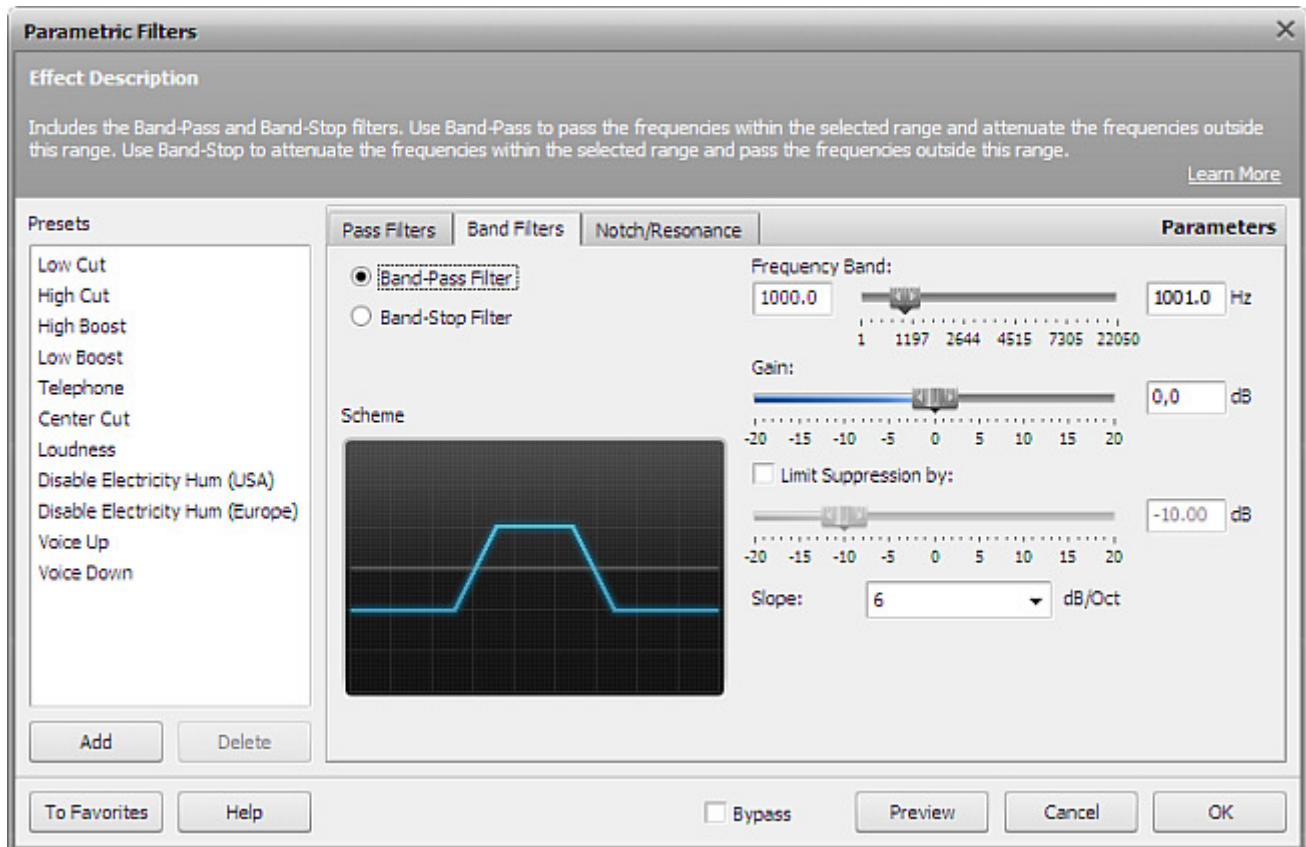 Parametric Filters
Effect Description
Includes the Band-Pass and Band-Stop filters. Use Band-Pass to pass the frequencies within the selected range and attenuate the frequencies outside
this range. Use Band-Stop to attenuate the frequencies within the selected range and pass the frequencies outside this range.
Learn More
Presets
Low Cut
High Cut
High Boost
Low Boost
Telephone
Center Cut
Loudness
Disable Electricity Hum (USA)
Disable Electricity Hum (Europe)
Voice Up
Voice Down
Add Delete
Pass Filters Band Filters Notch/Resonance Parameters
Band-Pass Filter
Band-Stop Filter
Scheme
Frequency Band:
1000.0 1001.0 Hz
1 1197 2644 4515 7305 22050
Gain:
0,0 dB
-20 -15 -10 -5 0 5 10 15 20
Limit Suppression by:
-10.00 dB
-20 -15 -10 -5 0 5 10 15 20
Slope: 6 dB/Oct
To Favorites Help Bypass Preview Cancel OK